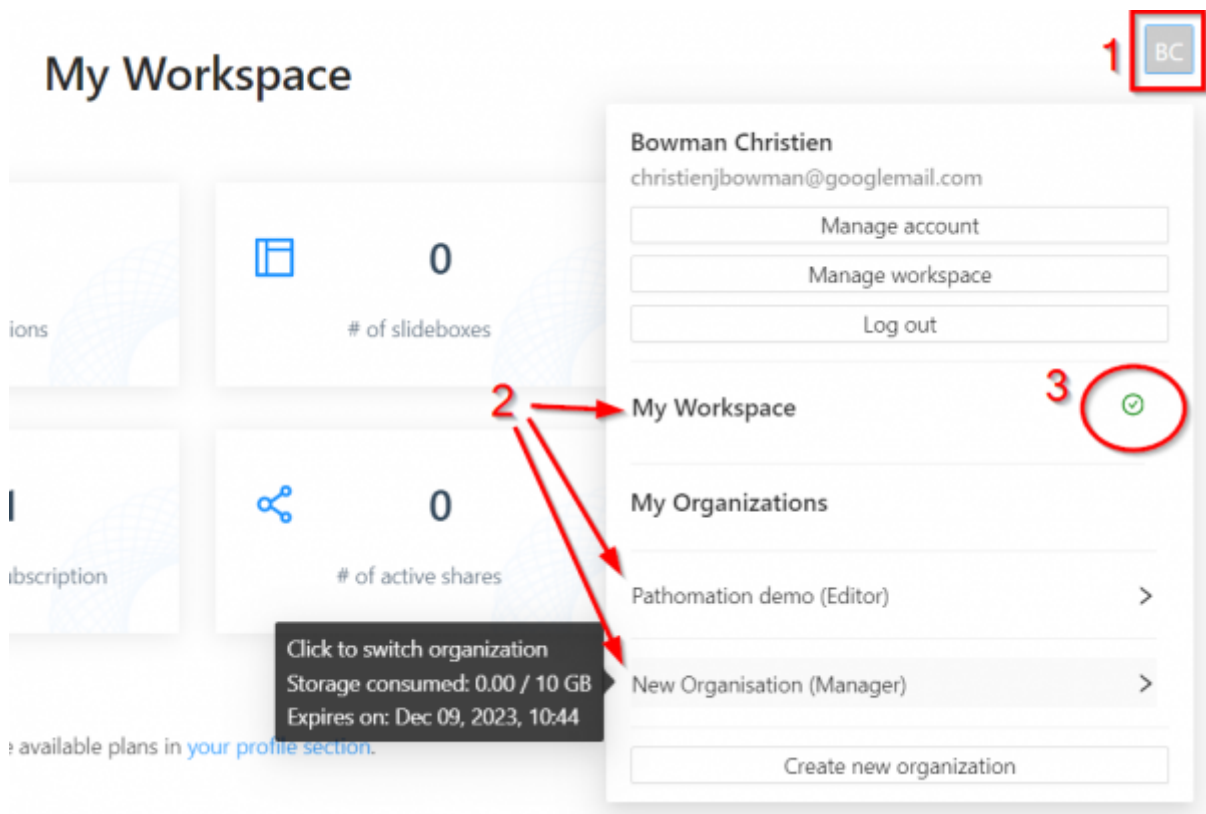 My Workspace
1
BC
Bowman Christien
christienjbowman@googlemail.com
Manage account
Manage workspace
Log out
0
ions
# of slideboxes
2
My Workspace
3
My Organizations
0
bscription
# of active shares
Pathomation demo (Editor)
Click to switch organization
Storage consumed: 0.00 / 10 GB
Expires on: Dec 09, 2023, 10:44
New Organisation (Manager)
available plans in your profile section.
Create new organization